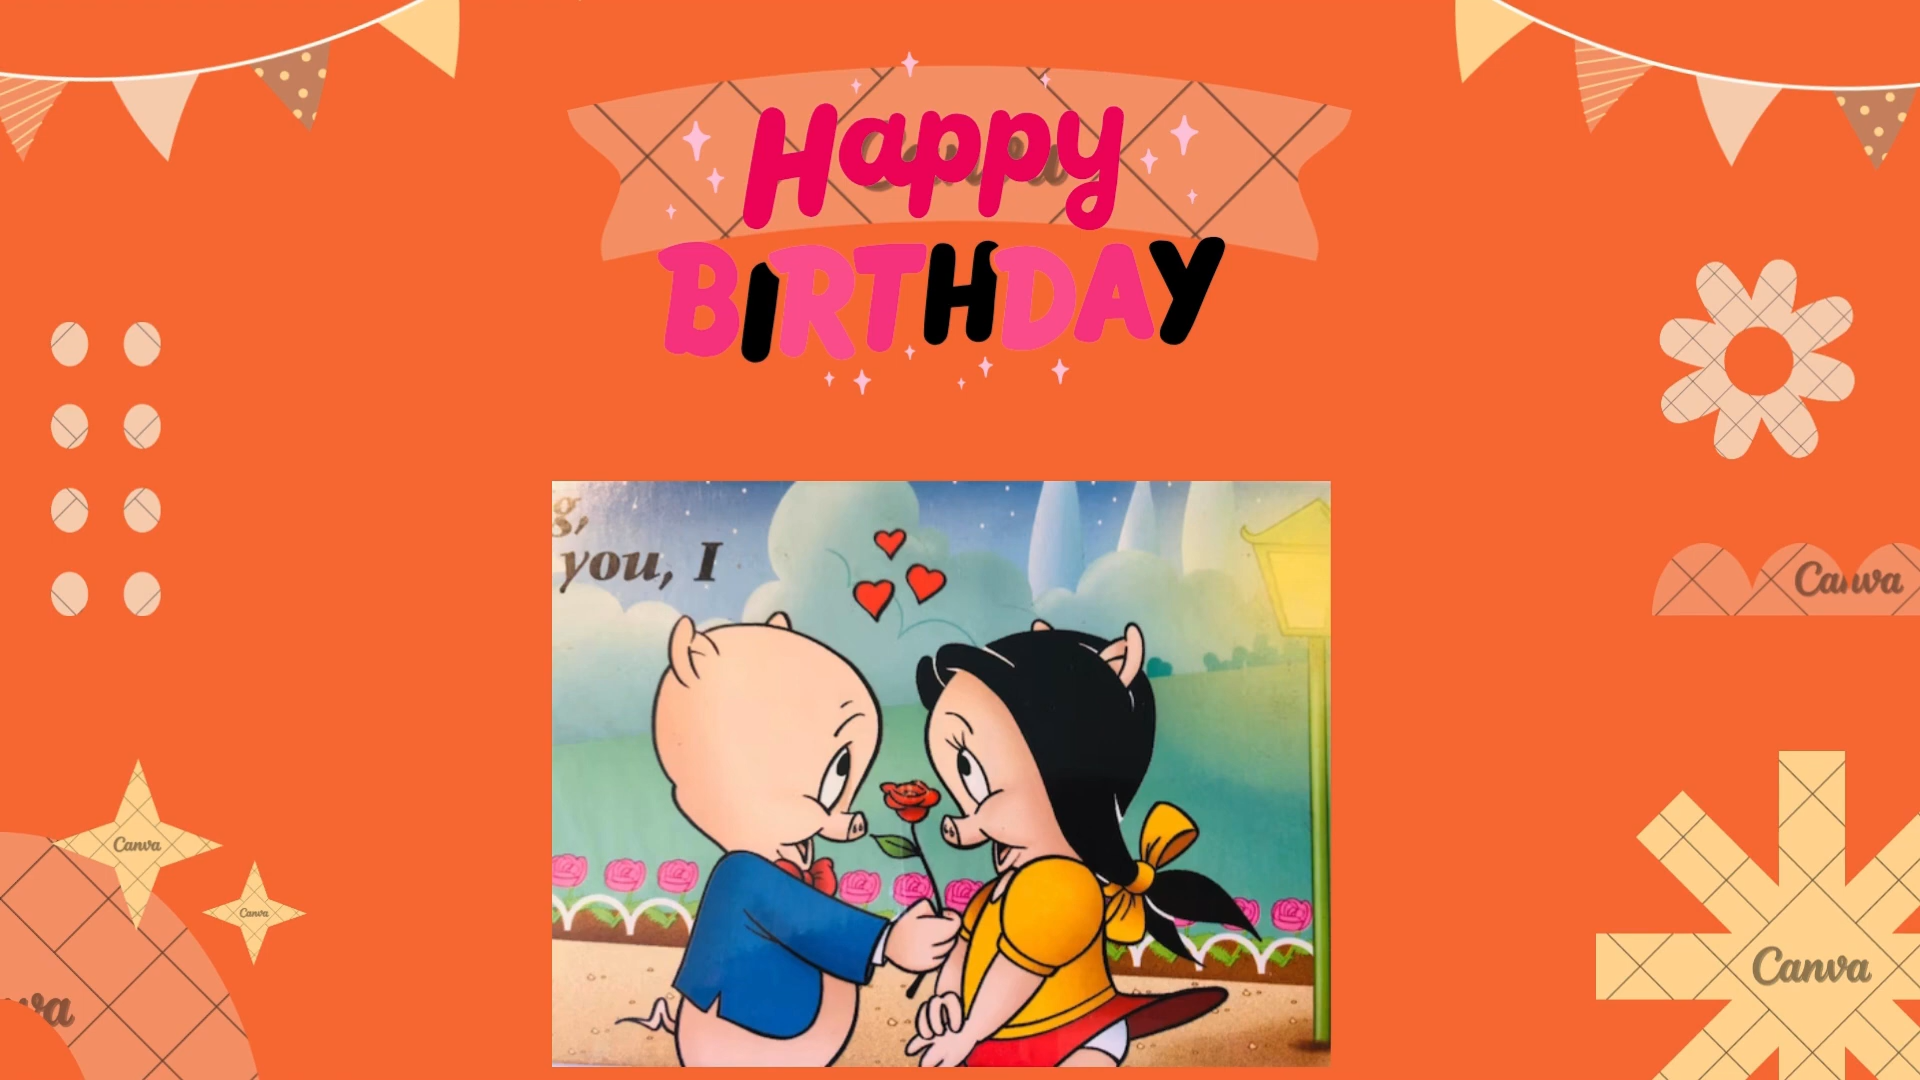 Happy
BIRTHDAY
g,
you, I
Canva
Canva
Canva
Canva